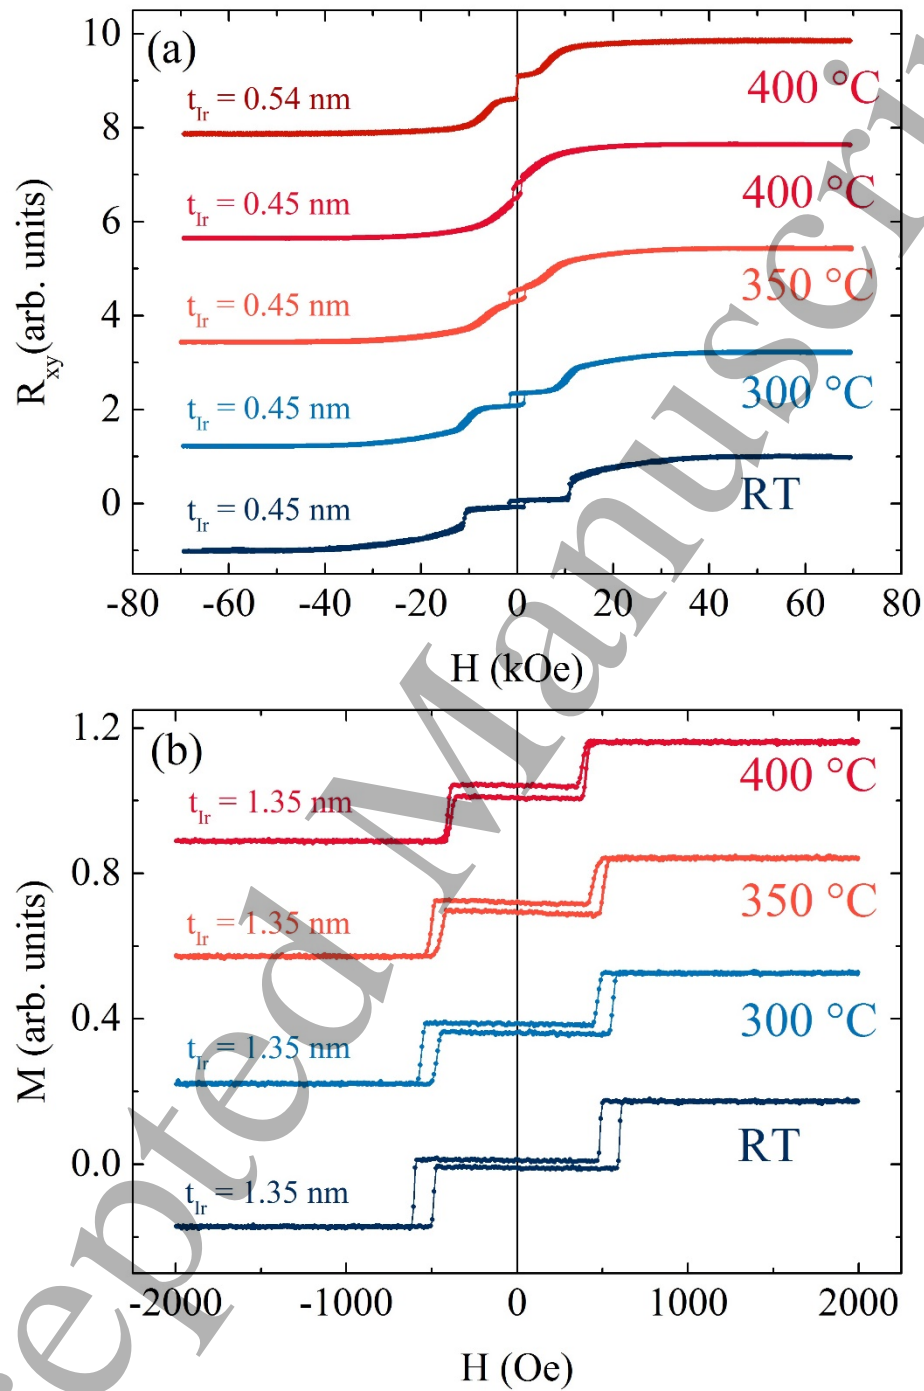 (a)
10
8
6
4
2
0
R_xy (arb. units)
t_Ir = 0.54 nm
400 °C
t_Ir = 0.45 nm
400 °C
t_Ir = 0.45 nm
350 °C
t_Ir = 0.45 nm
300 °C
t_Ir = 0.45 nm
RT
-80 -60 -40 -20 0 20 40 60 80
H (kOe)
(b)
1.2
0.8
0.4
0.0
M (arb. units)
400 °C
t_Ir = 1.35 nm
350 °C
t_Ir = 1.35 nm
300 °C
t_Ir = 1.35 nm
RT
t_Ir = 1.35 nm
-2000 -1000 0 1000 2000
H (Oe)
epted Manuscri